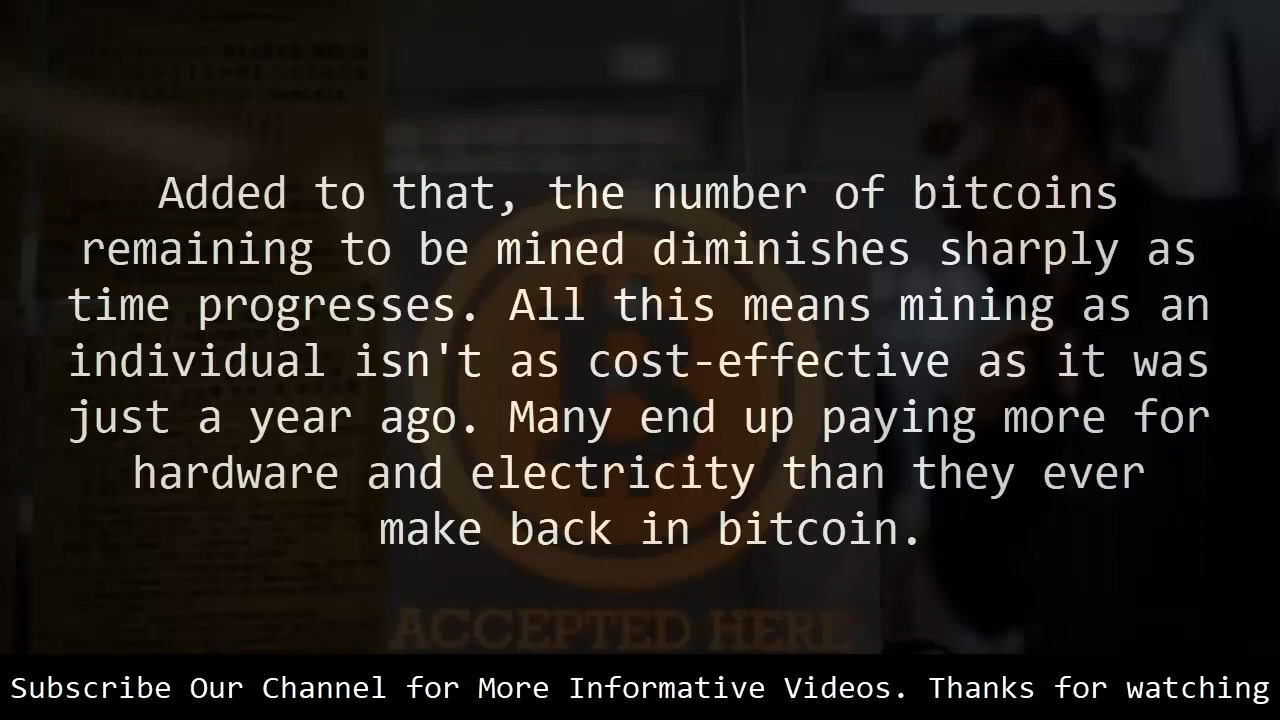 Added to that, the number of bitcoins
remaining to be mined diminishes sharply as
time progresses. All this means mining as an
individual isn't as cost-effective as it was
just a year ago. Many end up paying more for
hardware and electricity than they ever
make back in bitcoin.
ACCEPTED HERE
Subscribe Our Channel for More Informative Videos. Thanks for watching